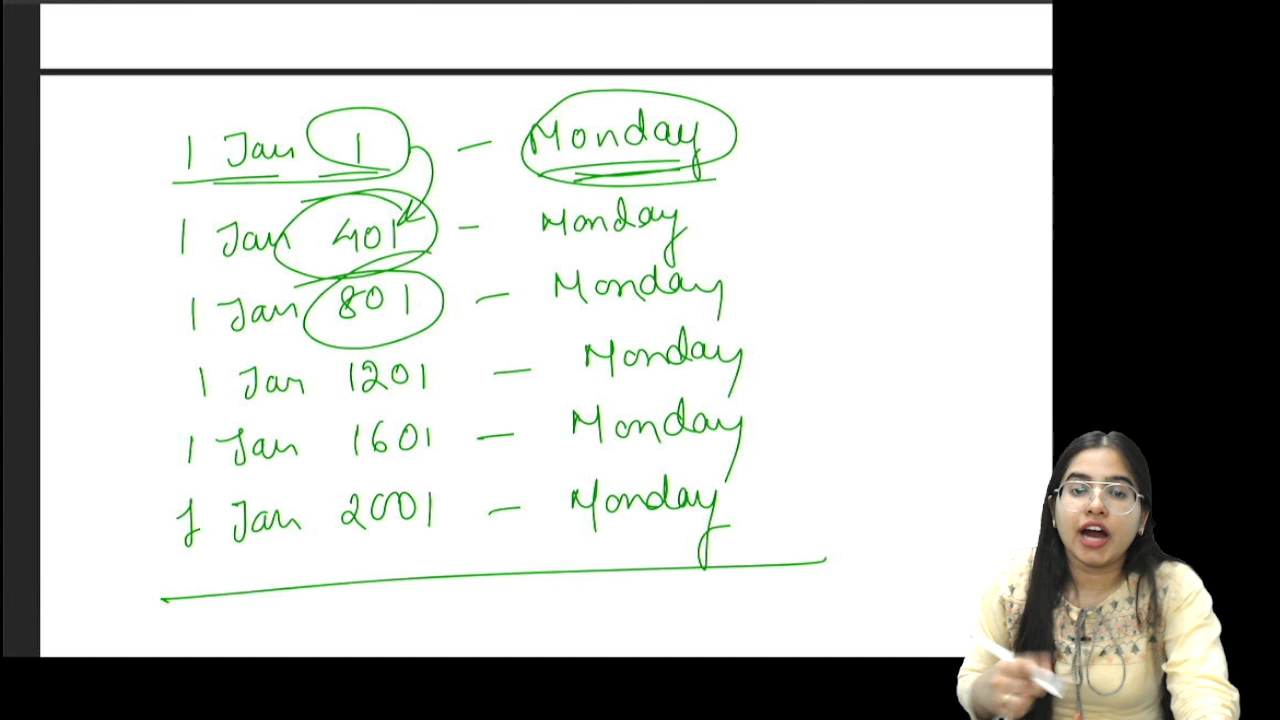 1 Jan 1 - Monday
1 Jan 401 - Monday
1 Jan 801 - Monday
1 Jan 1201 - Monday
1 Jan 1601 - Monday
1 Jan 2001 - Monday